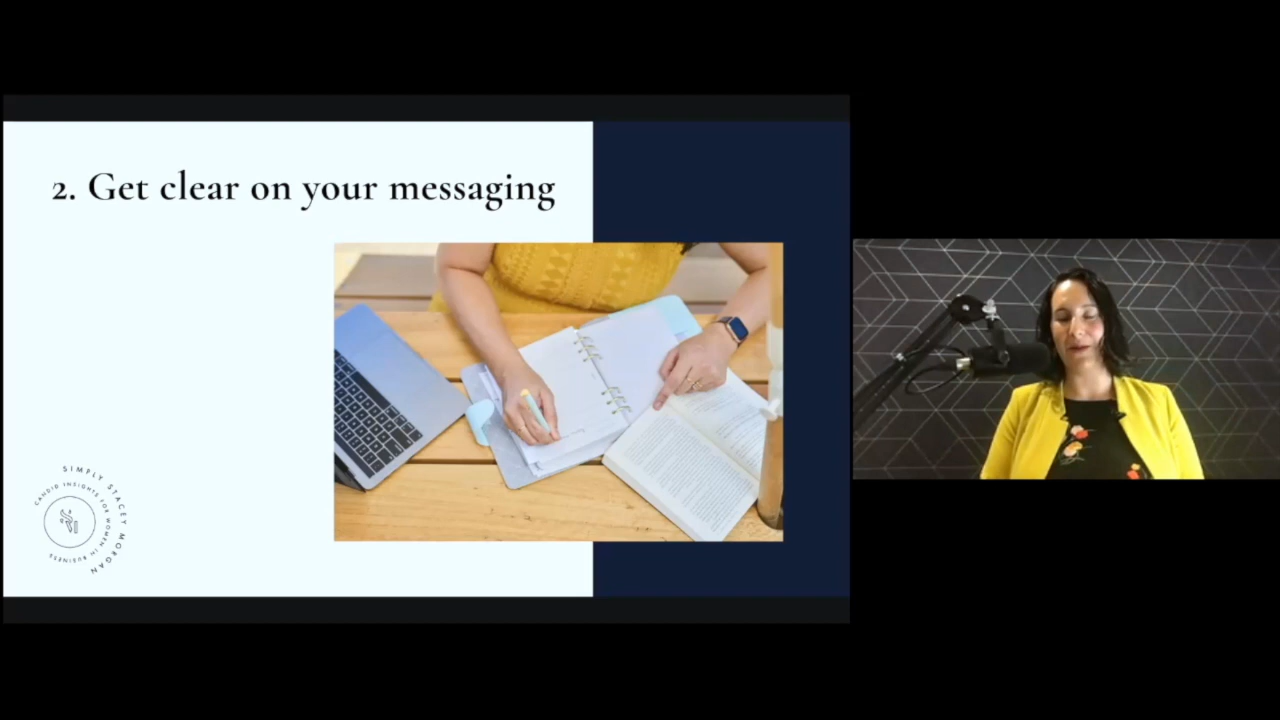 2. Get clear on your messaging
SIMPLY STACEY MORGAN
CANDID INSIGHTS FOR WOMEN IN BUSINESS